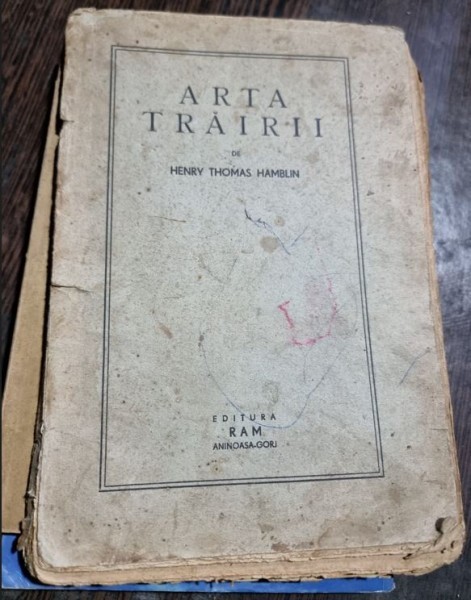 ARTA
TRĂIRII
DE
HENRY THOMAS HAMBLIN
EDITURA
RAM
ANINOASA-GORJ